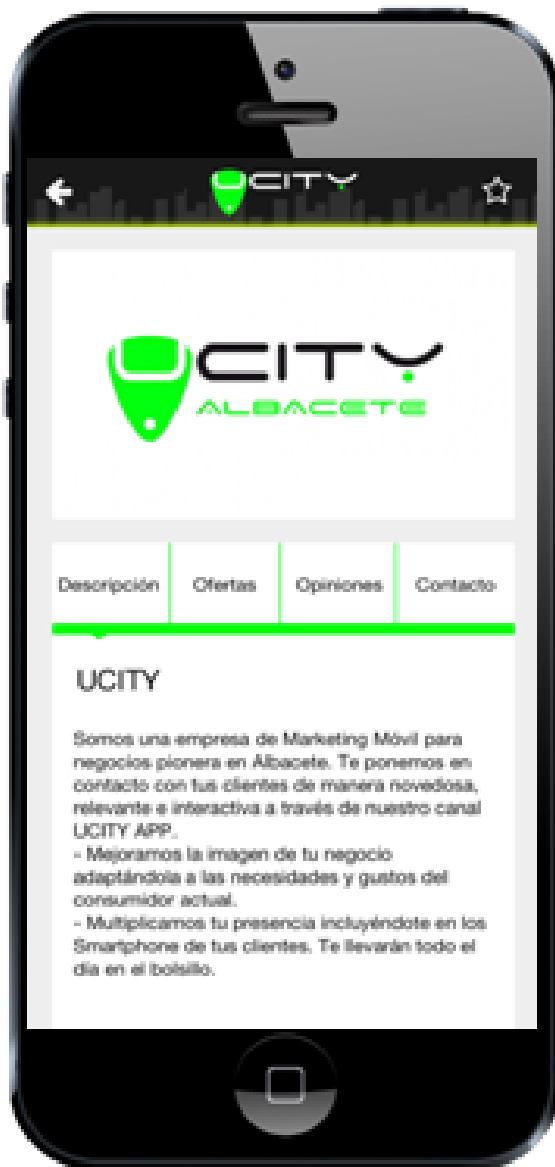 UCITY
UCITY
ALBACETE
Descripción Ofertas Opiniones Contacto
UCITY
Somos una empresa de Marketing Móvil para
negocios pionera en Albacete. Te ponemos en
contacto con tus clientes de manera novedosa,
relevante e interactiva a través de nuestro canal
UCITY APP.
- Mejoramos la imagen de tu negocio
adaptándola a las necesidades y gustos del
consumidor actual.
- Multiplicamos tu presencia incluyéndote en los
Smartphone de tus clientes. Te llevarán todo el
día en el bolsillo.